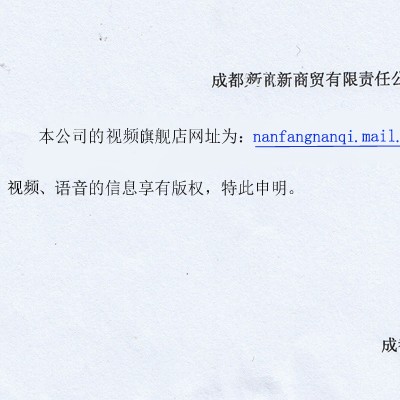 成都新前新商贸有限责任公
本公司的视频旗舰店网址为：nanfangnanqi.mail.
视频、语音的信息享有版权，特此申明。
成